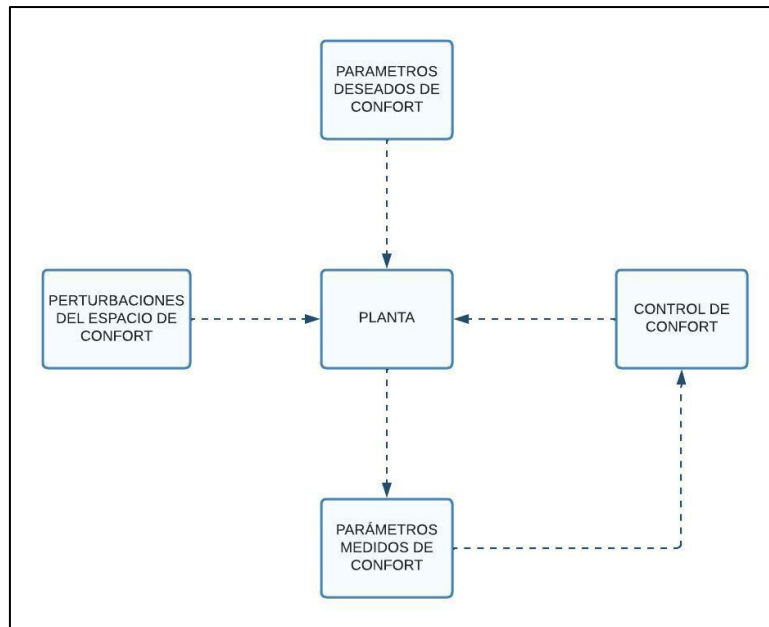 PARAMETROS
DESEADOS DE
CONFORT
PERTURBACIONES
DEL ESPACIO DE
CONFORT
PLANTA
CONTROL DE
CONFORT
PARÁMETROS
MEDIDOS DE
CONFORT